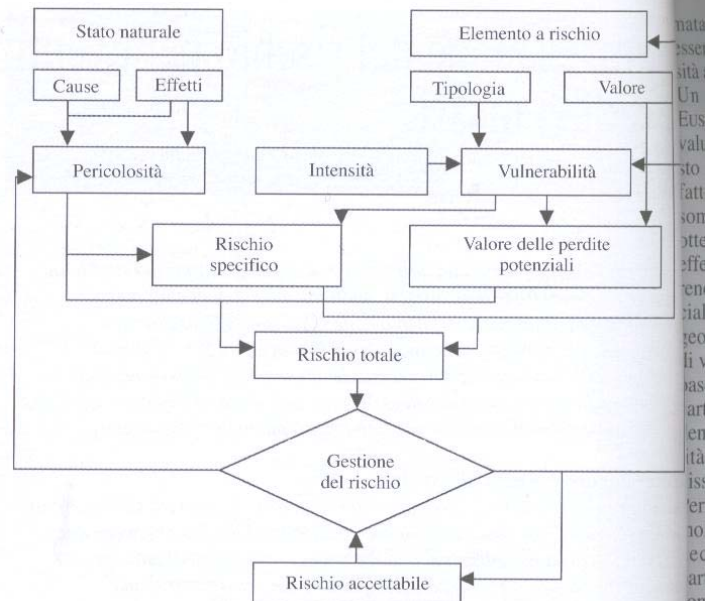 Stato naturale
Elemento a rischio
Cause
Effetti
Tipologia
Valore
Pericolosità
Intensità
Vulnerabilità
Rischio
specifico
Valore delle perdite
potenziali
Rischio totale
Gestione
del rischio
Rischio accettabile